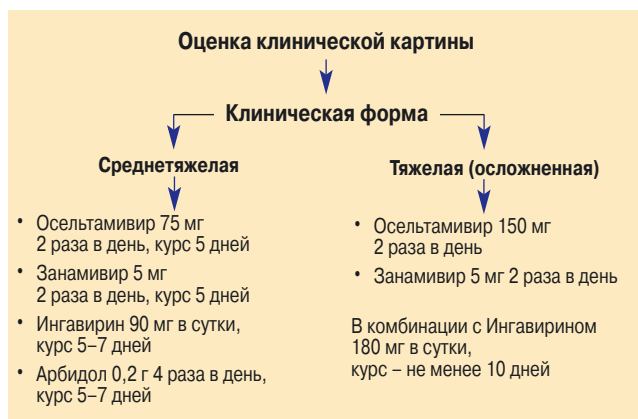 Оценка клинической картины
Клиническая форма
Среднетяжелая
• Осельтамивир 75 мг
2 раза в день, курс 5 дней
• Занамивир 5 мг
2 раза в день, курс 5 дней
• Ингавирин 90 мг в сутки,
курс 5–7 дней
• Арбидол 0,2 г 4 раза в день,
курс 5–7 дней
Тяжелая (осложненная)
• Осельтамивир 150 мг
2 раза в день
• Занамивир 5 мг 2 раза в день
В комбинации с Ингавирином
180 мг в сутки,
курс – не менее 10 дней